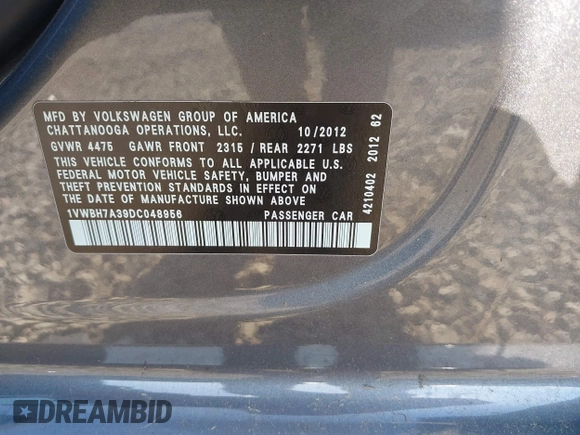 MFD BY VOLKSWAGEN GROUP OF AMERICA
CHATTANOOGA OPERATIONS, LLC. 10/2012
GVWR 4475 GAWR FRONT 2315 / REAR 2271 LBS
THIS VEHICLE CONFORMS TO ALL APPLICABLE U.S.
FEDERAL MOTOR VEHICLE SAFETY, BUMPER AND
THEFT PREVENTION STANDARDS IN EFFECT ON
THE DATE OF MANUFACTURE SHOWN ABOVE
1VWBH7A39DC048956 PASSENGER CAR
4210402 2012 62
DREAMBID